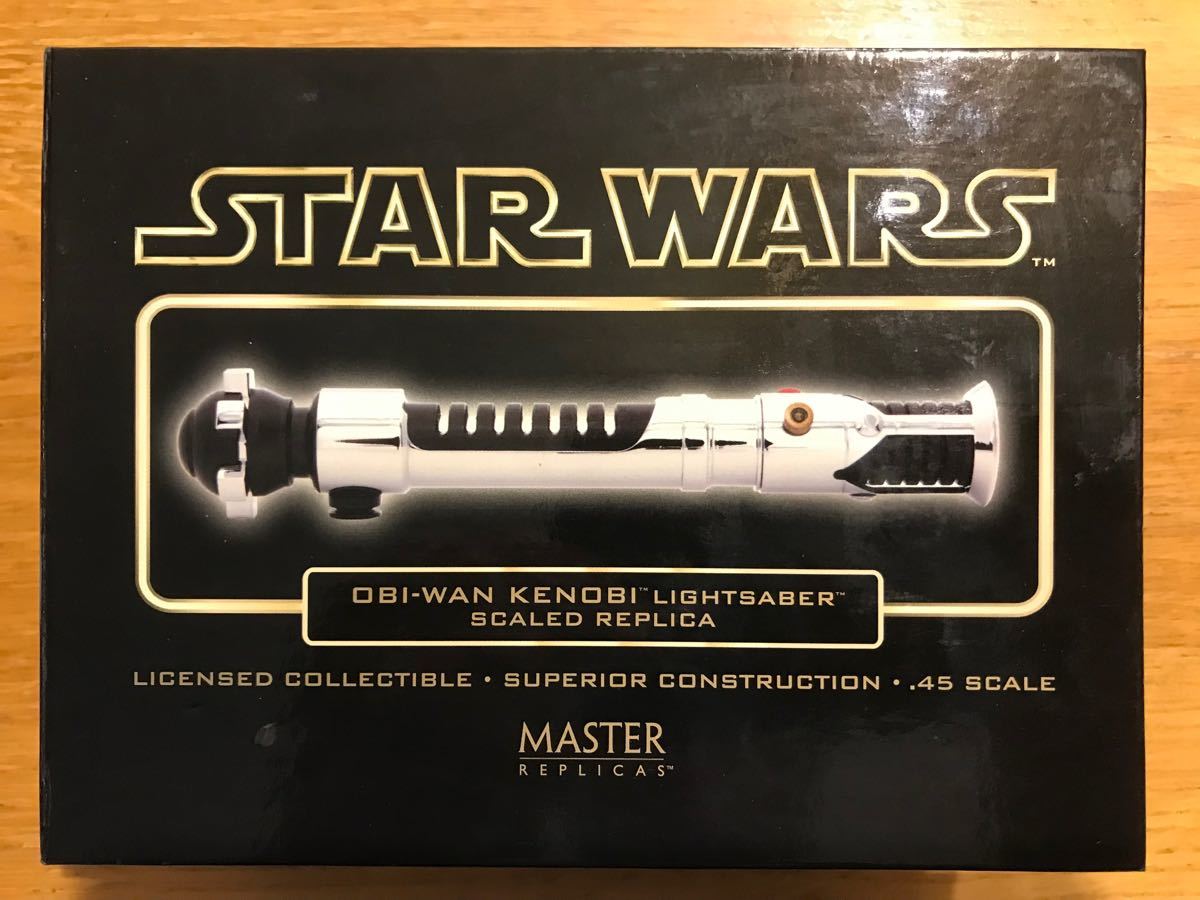 STAR WARS™
OBI-WAN KENOBI™ LIGHTSABER™
SCALED REPLICA
LICENSED COLLECTIBLE • SUPERIOR CONSTRUCTION • .45 SCALE
MASTER
REPLICAS™